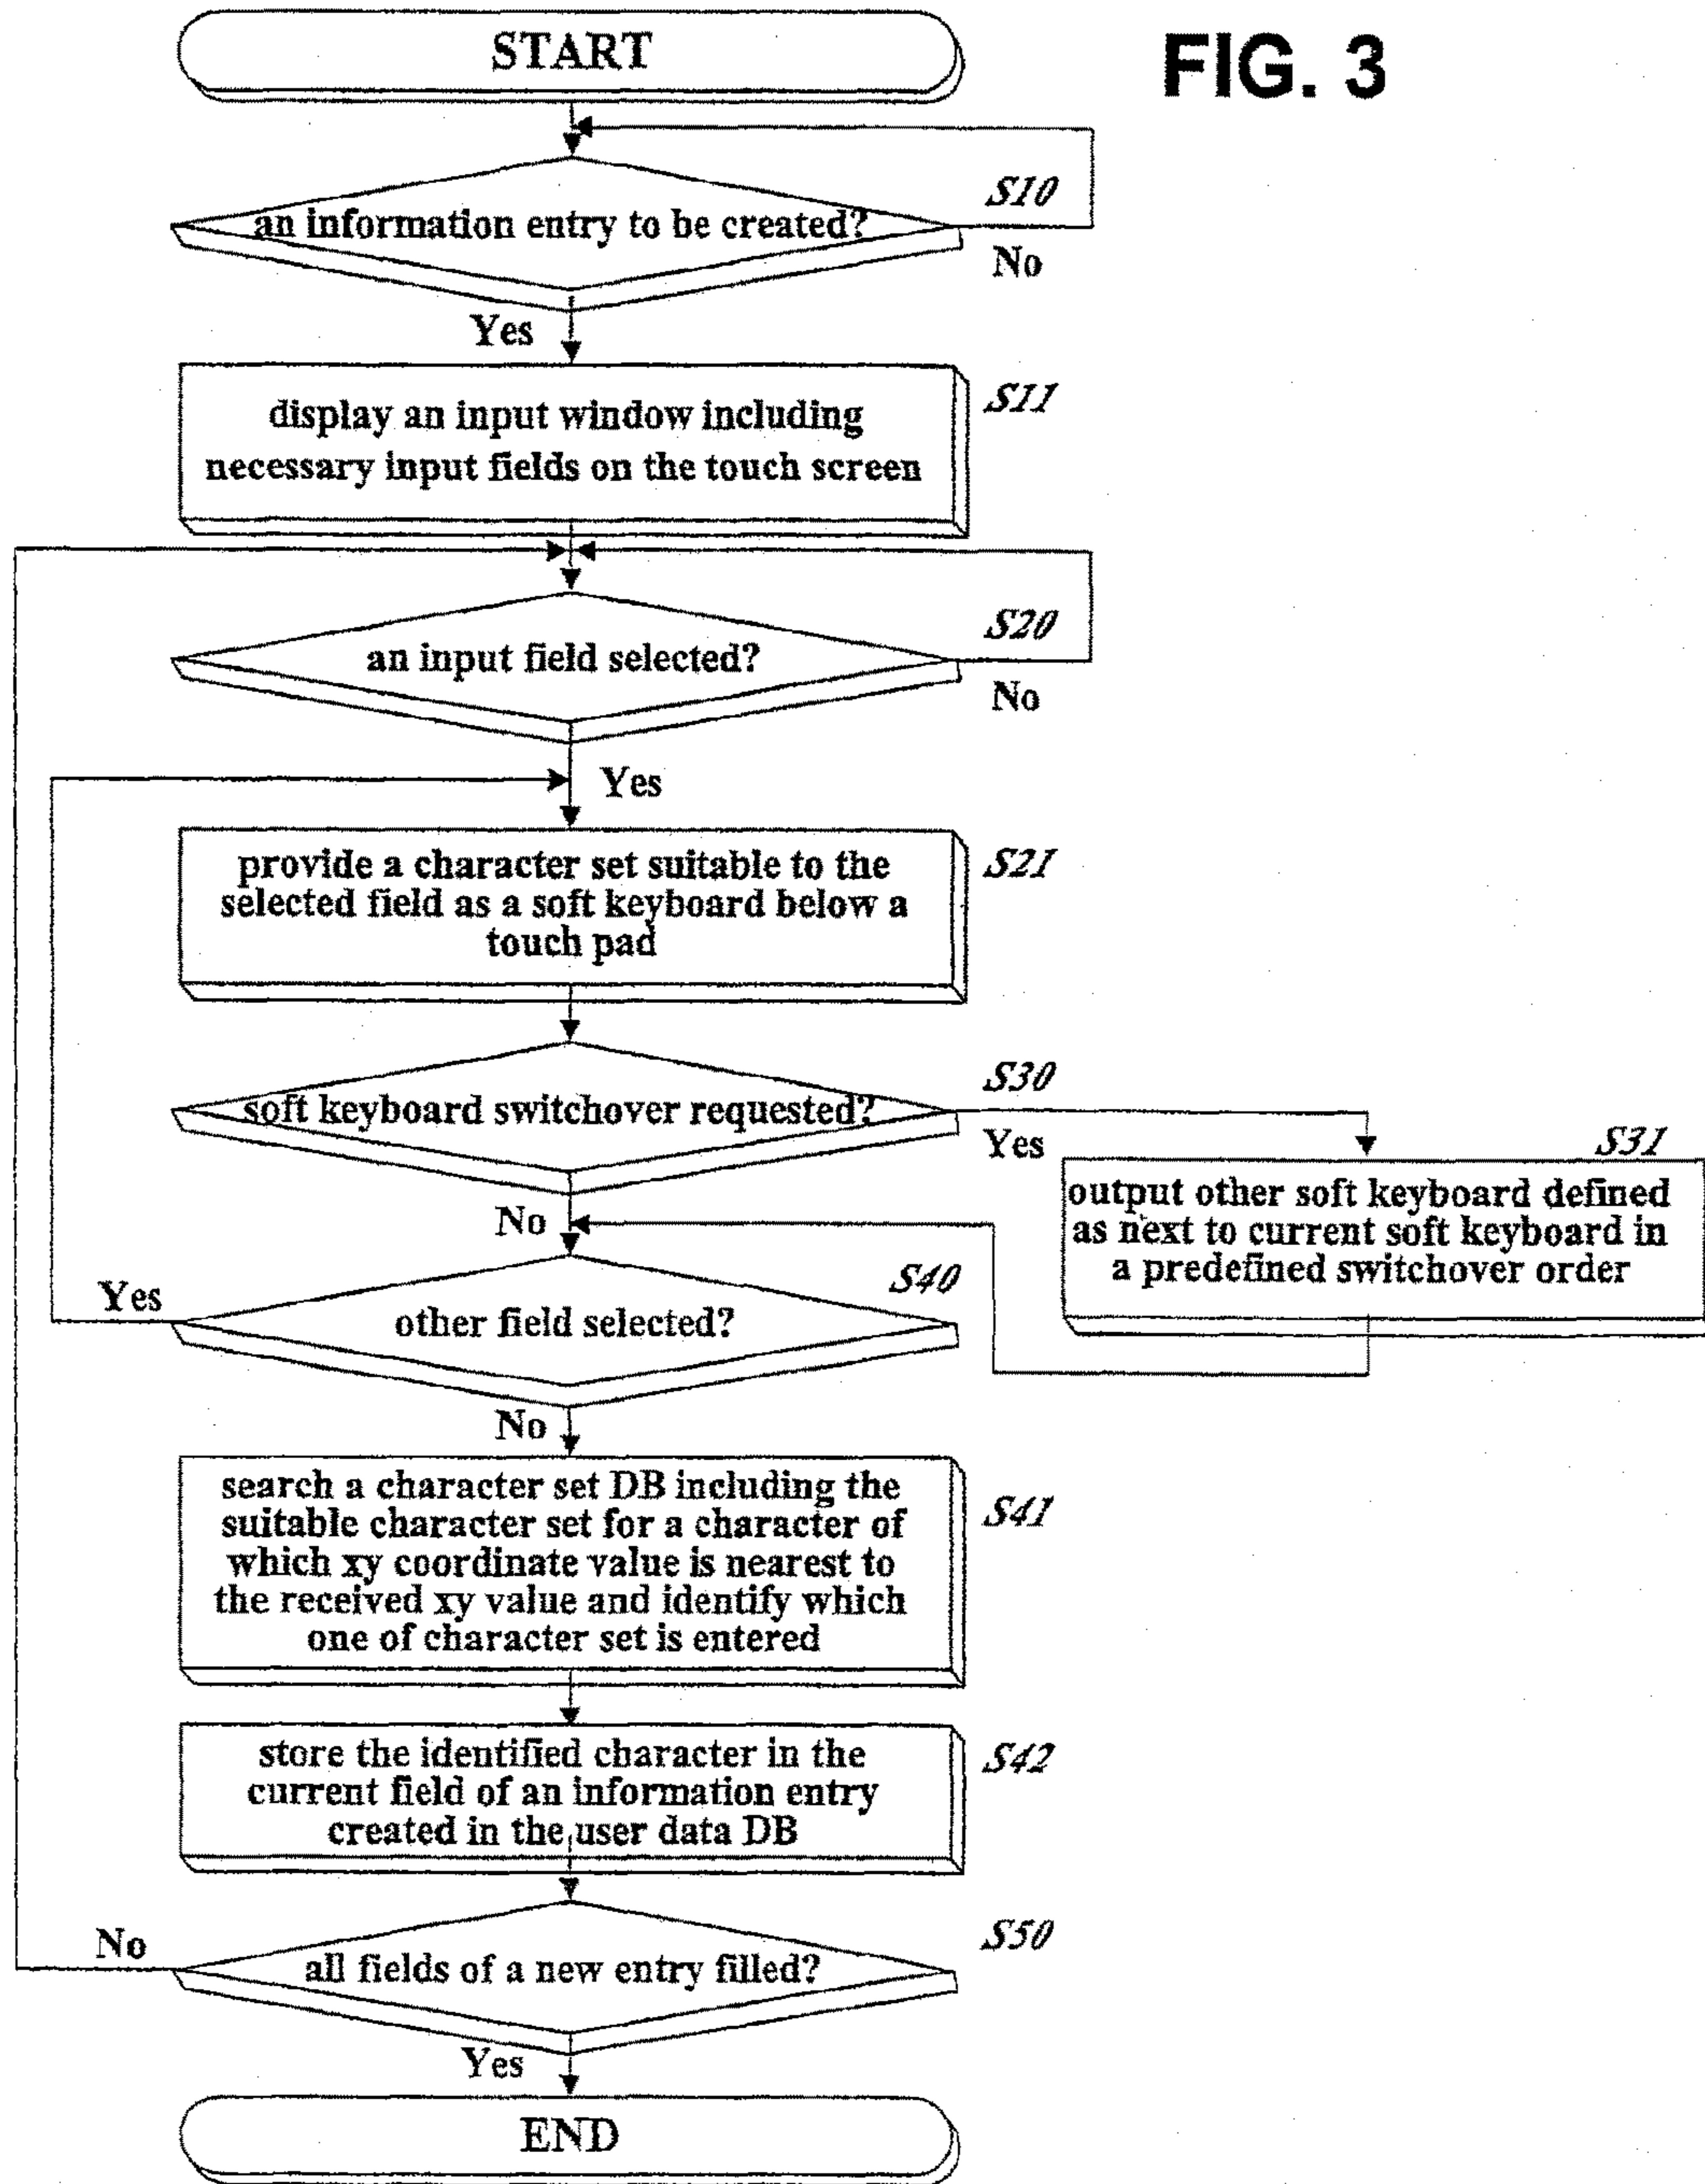 START
FIG. 3
S10
an information entry to be created?
No
Yes
S11
display an input window including
necessary input fields on the touch screen
S20
an input field selected?
No
Yes
S21
provide a character set suitable to the
selected field as a soft keyboard below a
touch pad
S30
soft keyboard switchover requested?
Yes
S31
output other soft keyboard defined
as next to current soft keyboard in
a predefined switchover order
No
S40
Yes
other field selected?
No
S41
search a character set DB including the
suitable character set for a character of
which xy coordinate value is nearest to
the received xy value and identify which
one of character set is entered
S42
store the identified character in the
current field of an information entry
created in the user data DB
S50
No
all fields of a new entry filled?
Yes
END